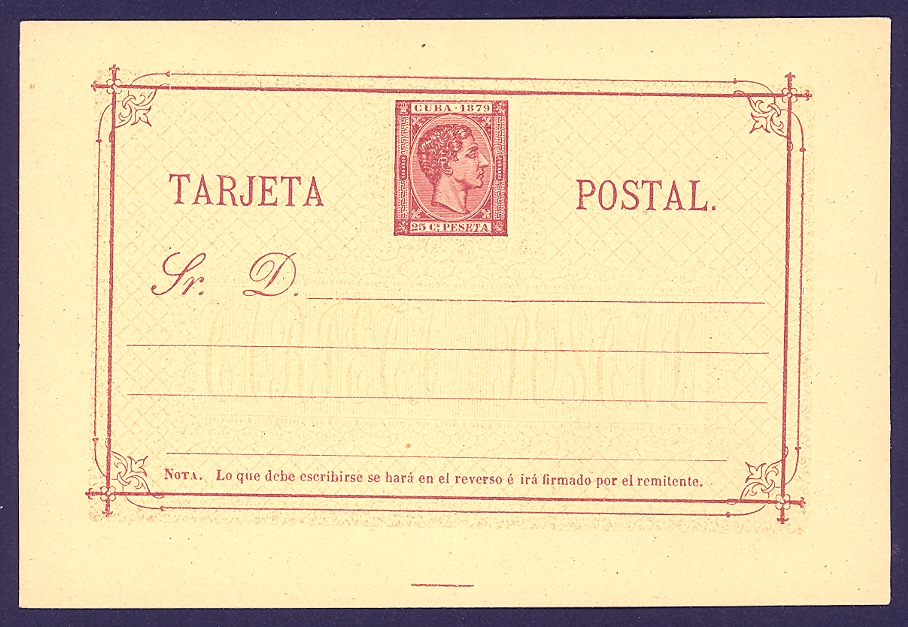 CUBA · 1879
TARJETA POSTAL.
25 Cs PESETA
Sr. D.
NOTA. Lo que debe escribirse se hará en el reverso é irá firmado por el remitente.